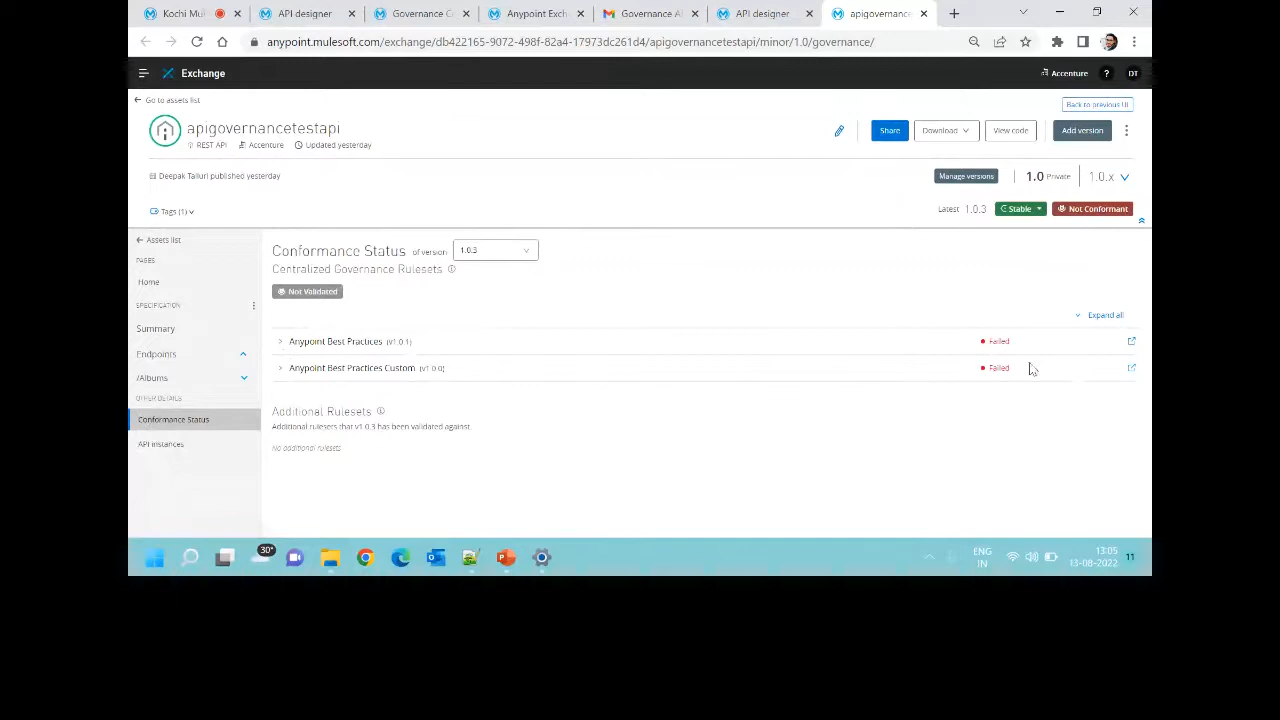 Kochi Mul
API designer
Governance C
Anypoint Exch
Governance A
API designer
apigovernance
anypoint.mulesoft.com/exchange/db422165-9072-498f-82a4-17973dc261d4/apigovernancetestapi/minor/1.0/governance/
Exchange
Accenture
?
DT
Go to assets list
Back to previous UI
apigovernancetestapi
REST API
Accenture
Updated yesterday
Share
Download
View code
Add version
Deepak Talluri published yesterday
Manage versions
1.0 Private
1.0.x
Tags (1)
Latest 1.0.3
Stable
Not Conformant
Assets list
PAGES
Home
SPECIFICATION
Summary
Endpoints
/Albums
OTHER DETAILS
Conformance Status
API instances
Conformance Status of version 1.0.3
Centralized Governance Rulesets
Not Validated
Expand all
Anypoint Best Practices (v1.0.1)
Failed
Anypoint Best Practices Custom (v1.0.0)
Failed
Additional Rulesets
Additional rulesers that v1.0.3 has been validated against.
No additional rulesets
30°
ENG
IN
13:05
13-08-2022
11